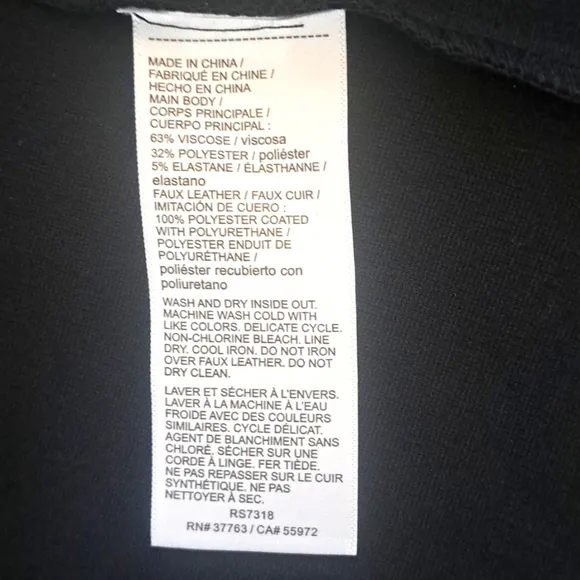 MADE IN CHINA /
FABRIQUÉ EN CHINE /
HECHO EN CHINA
MAIN BODY /
CORPS PRINCIPALE /
CUERPO PRINCIPAL :
63% VISCOSE / viscosa
32% POLYESTER / poliéster
5% ELASTANE / ÉLASTHANNE /
elastano
FAUX LEATHER / FAUX CUIR /
IMITACIÓN DE CUERO :
100% POLYESTER COATED
WITH POLYURETHANE /
POLYESTER ENDUIT DE
POLYURÉTHANE /
poliéster recubierto con
poliuretano
WASH AND DRY INSIDE OUT.
MACHINE WASH COLD WITH
LIKE COLORS. DELICATE CYCLE.
NON-CHLORINE BLEACH. LINE
DRY. COOL IRON. DO NOT IRON
OVER FAUX LEATHER. DO NOT
DRY CLEAN.
LAVER ET SÉCHER À L'ENVERS.
LAVER À LA MACHINE À L'EAU
FROIDE AVEC DES COULEURS
SIMILAIRES. CYCLE DÉLICAT.
AGENT DE BLANCHIMENT SANS
CHLORE. SÉCHER SUR UNE
CORDE À LINGE. FER TIÈDE.
NE PAS REPASSER SUR LE CUIR
SYNTHÉTIQUE. NE PAS
NETTOYER À SEC.
RS7318
RN# 37763 / CA# 55972